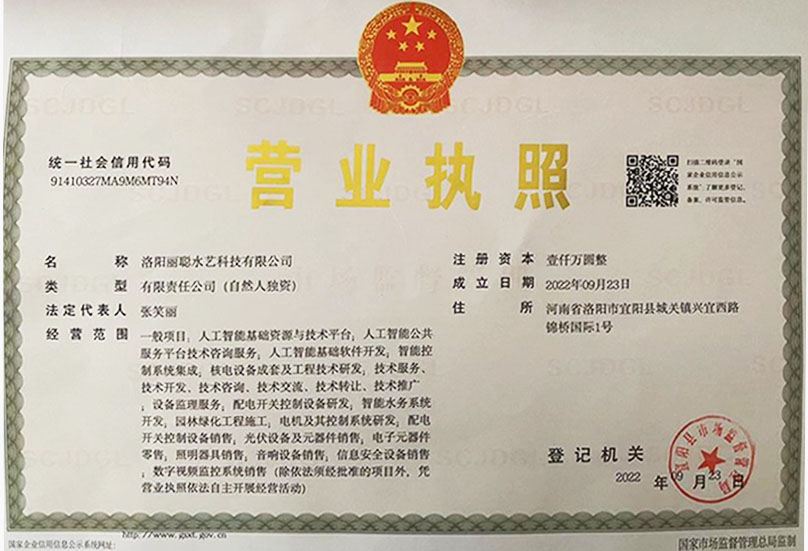 SCJDGL SCJDGL SCJDGL
统一社会信用代码
91410327MA9M6MT94N
营业执照
扫描二维码登录‘国
家企业信用信息公示
系统’了解更多登记、
备案、许可监管信息。
名 称 洛阳丽聪水艺科技有限公司
类 型 有限责任公司(自然人独资)
法定代表人 张笑丽
经营范围 一般项目:人工智能基础资源与技术平台;人工智能公共
服务平台技术咨询服务;人工智能基础软件开发;智能控
制系统集成;核电设备成套及工程技术研发;技术服务、
技术开发、技术咨询、技术交流、技术转让、技术推广
;设备监理服务;配电开关控制设备研发;智能水务系统
开发;园林绿化工程施工;电机及其控制系统研发;配电
开关控制设备销售;光伏设备及元器件销售;电子元器件
零售;照明器具销售;音响设备销售;信息安全设备销售
;数字视频监控系统销售(除依法须经批准的项目外,凭
营业执照依法自主开展经营活动)
注册资本 壹仟万圆整
成立日期 2022年09月23日
住 所 河南省洛阳市宜阳县城关镇兴宜西路
锦桥国际1号
登记机关
宜阳县市场监督管理局
2022 年 09 月 23 日
国家企业信用信息公示系统网址:
http://www.gsxt.gov.cn
国家市场监督管理总局监制